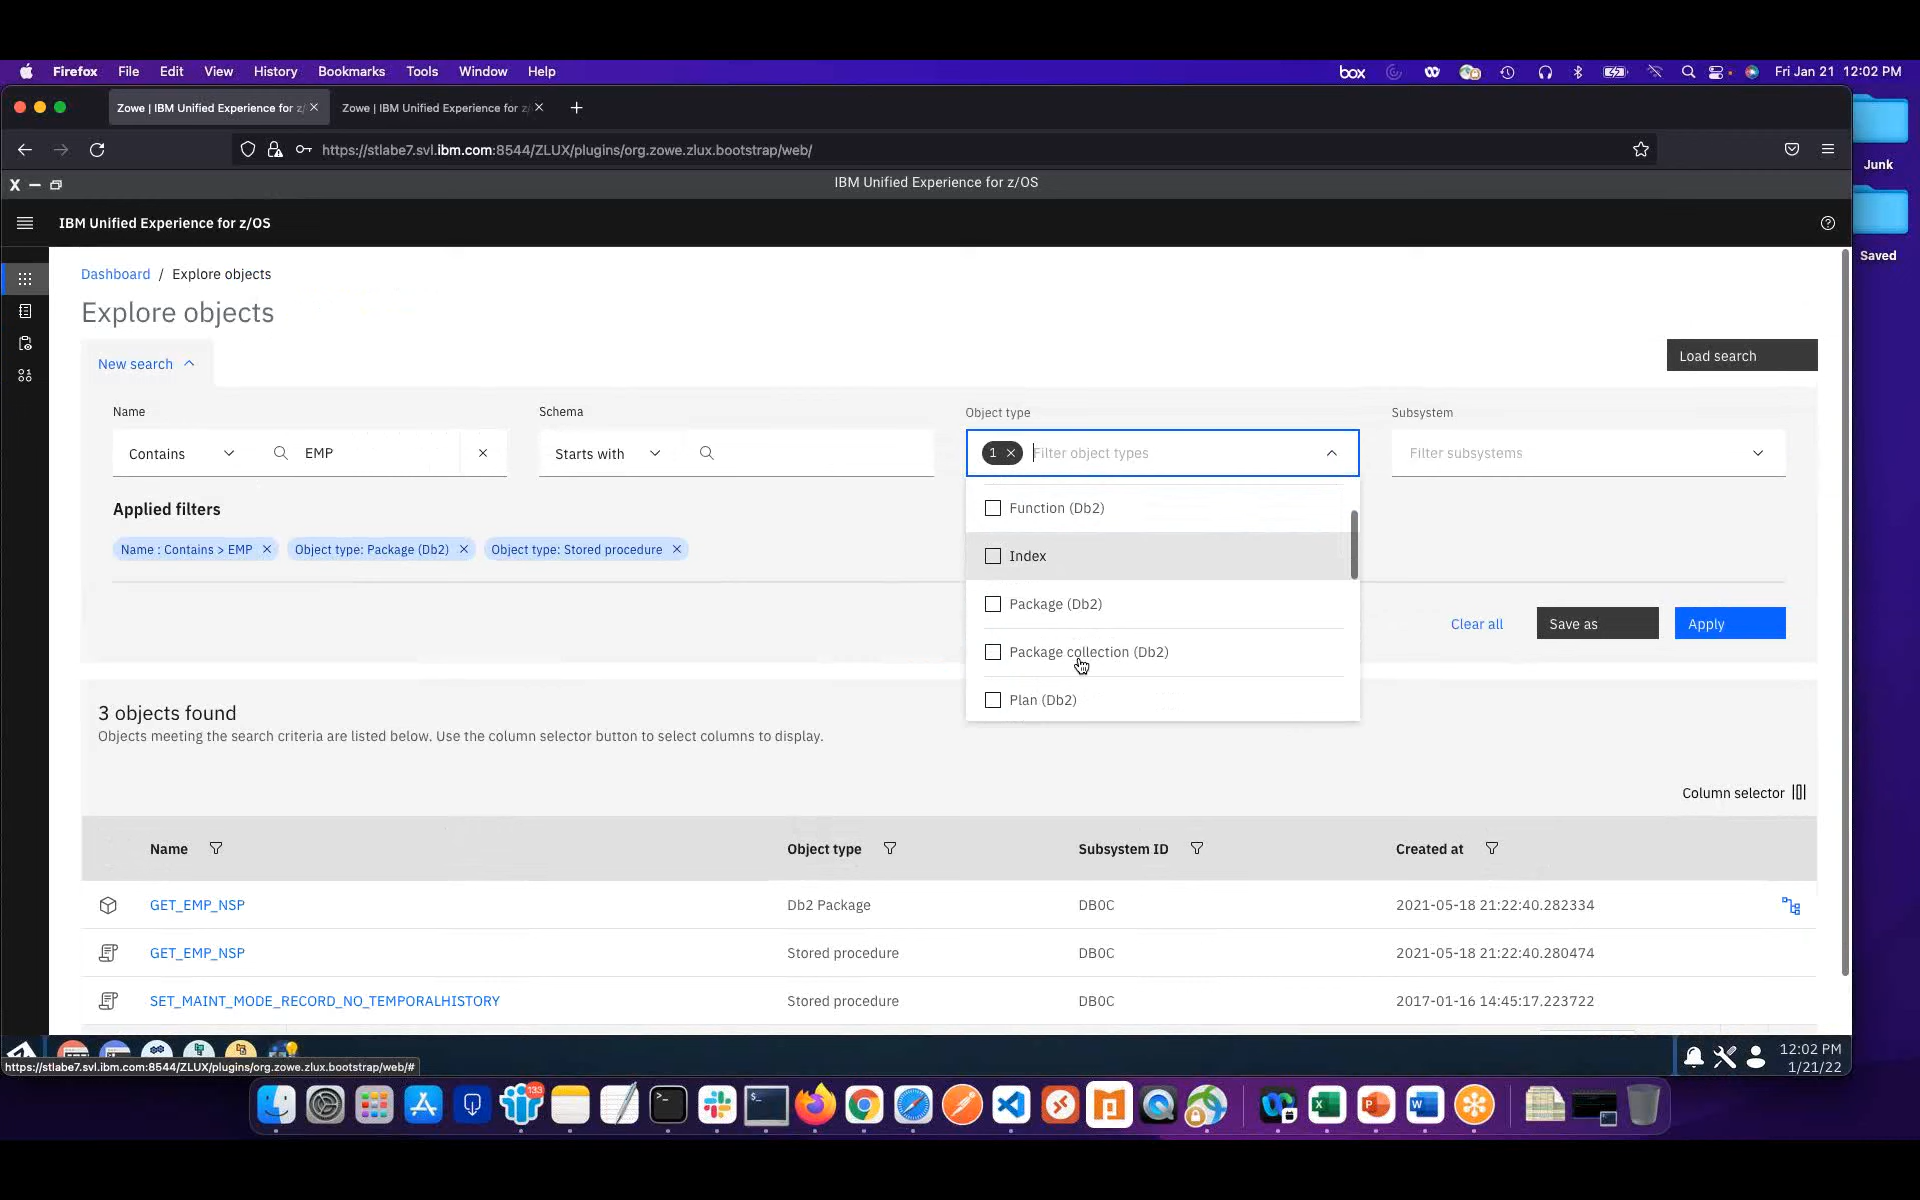 Firefox File Edit View History Bookmarks Tools Window Help
box Fri Jan 21 12:02 PM
Zowe | IBM Unified Experience for z/
Zowe | IBM Unified Experience for z/
https://stlabe7.svl.ibm.com:8544/ZLUX/plugins/org.zowe.zlux.bootstrap/web/
Junk
X IBM Unified Experience for z/OS
IBM Unified Experience for z/OS
Saved
Dashboard / Explore objects
Explore objects
New search
Load search
Name Schema Object type Subsystem
Contains EMP Starts with 1 Filter object types Filter subsystems
Applied filters
Name : Contains > EMP Object type: Package (Db2) Object type: Stored procedure
Function (Db2)
Index
Package (Db2)
Package collection (Db2)
Plan (Db2)
Clear all Save as Apply
3 objects found
Objects meeting the search criteria are listed below. Use the column selector button to select columns to display.
Column selector
Name Object type Subsystem ID Created at
GET_EMP_NSP Db2 Package DB0C 2021-05-18 21:22:40.282334
GET_EMP_NSP Stored procedure DB0C 2021-05-18 21:22:40.280474
SET_MAINT_MODE_RECORD_NO_TEMPORALHISTORY Stored procedure DB0C 2017-01-16 14:45:17.223722
https://stlabe7.svl.ibm.com:8544/ZLUX/plugins/org.zowe.zlux.bootstrap/web/#
12:02 PM
1/21/22
133